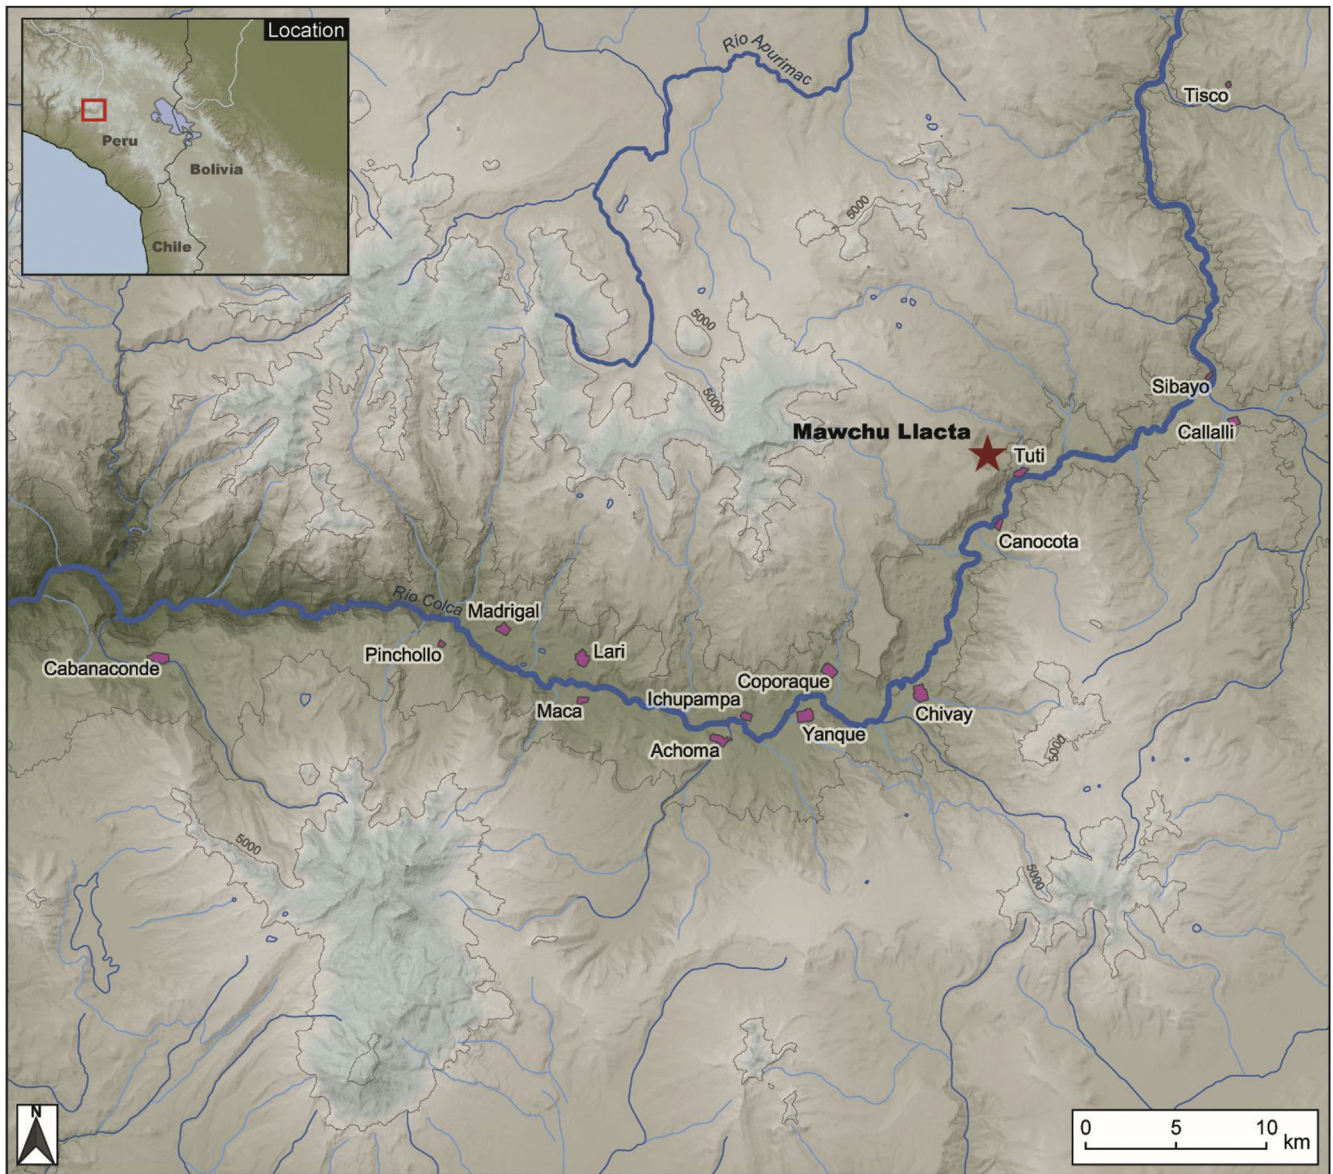 Location
Peru
Bolivia
Chile
Río Apurimac
Tisco
5000
5000
5000
Sibayo
Callalli
Mawchu Llacta
Tuti
Canocota
Río Colca
Madrigal
Pinchollo
Lari
Cabanaconde
Coporaque
Ichupampa
Maca
Chivay
Yanque
Achoma
5000
5000
5000
N
0
5
10
km